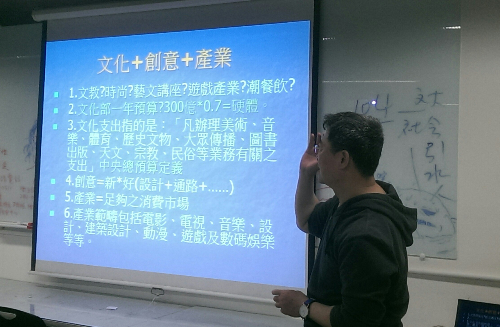 文化+創意+產業
1.文教?時尚?藝文講座?遊戲產業?潮餐飲?
2.文化部一年預算?300億*0.7=硬體。
3.文化支出指的是：「凡辦理美術、音
樂、體育、歷史文物、大眾傳播、圖書
出版、天文、宗教、民俗等業務有關之
支出」中央總預算定義
4.創意=新*好(設計+通路+……)
5.產業=足夠之消費市場
6.產業範疇包括電影、電視、音樂、設
計、建築設計、動漫、遊戲及數碼娛樂
等等。
104
社會